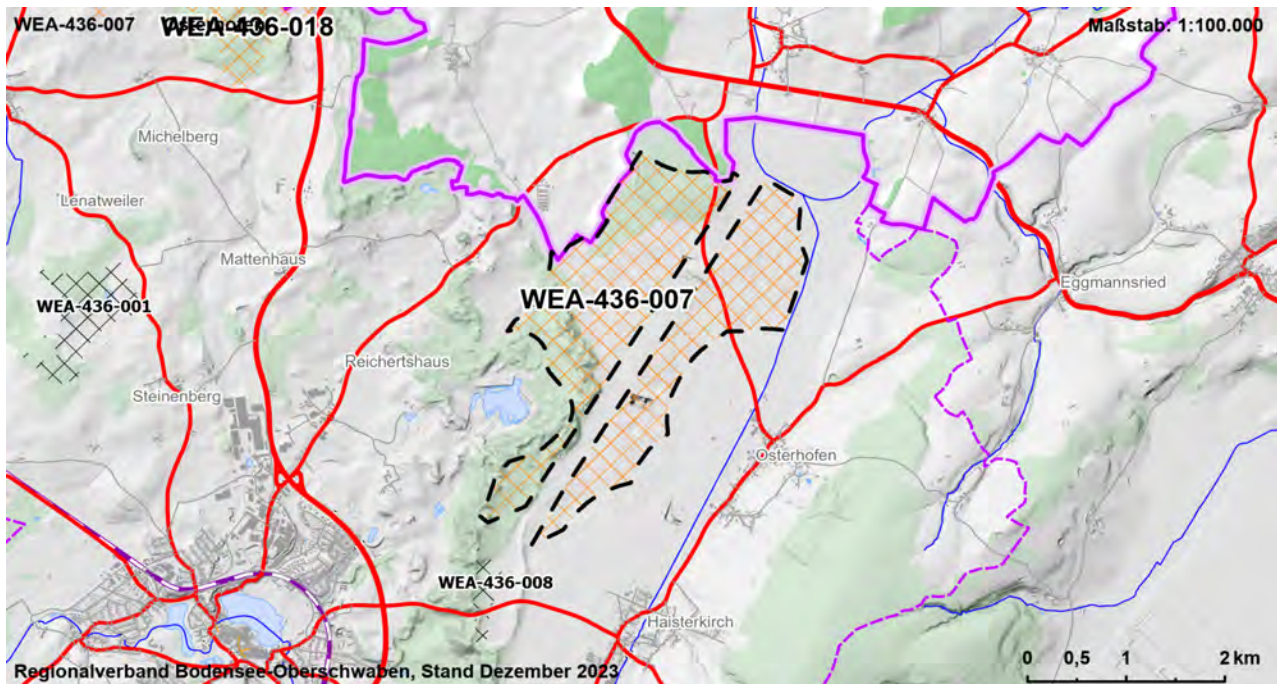 WEA-436-007
WEA-436-018
Maßstab: 1:100.000
Michelberg
Lenatweiler
Mattenhaus
WEA-436-001
WEA-436-007
Eggmannsried
Reichertshaus
Steinenberg
Osterhofen
WEA-436-008
Haisterkirch
Regionalverband Bodensee-Oberschwaben, Stand Dezember 2023
0 0,5 1 2 km